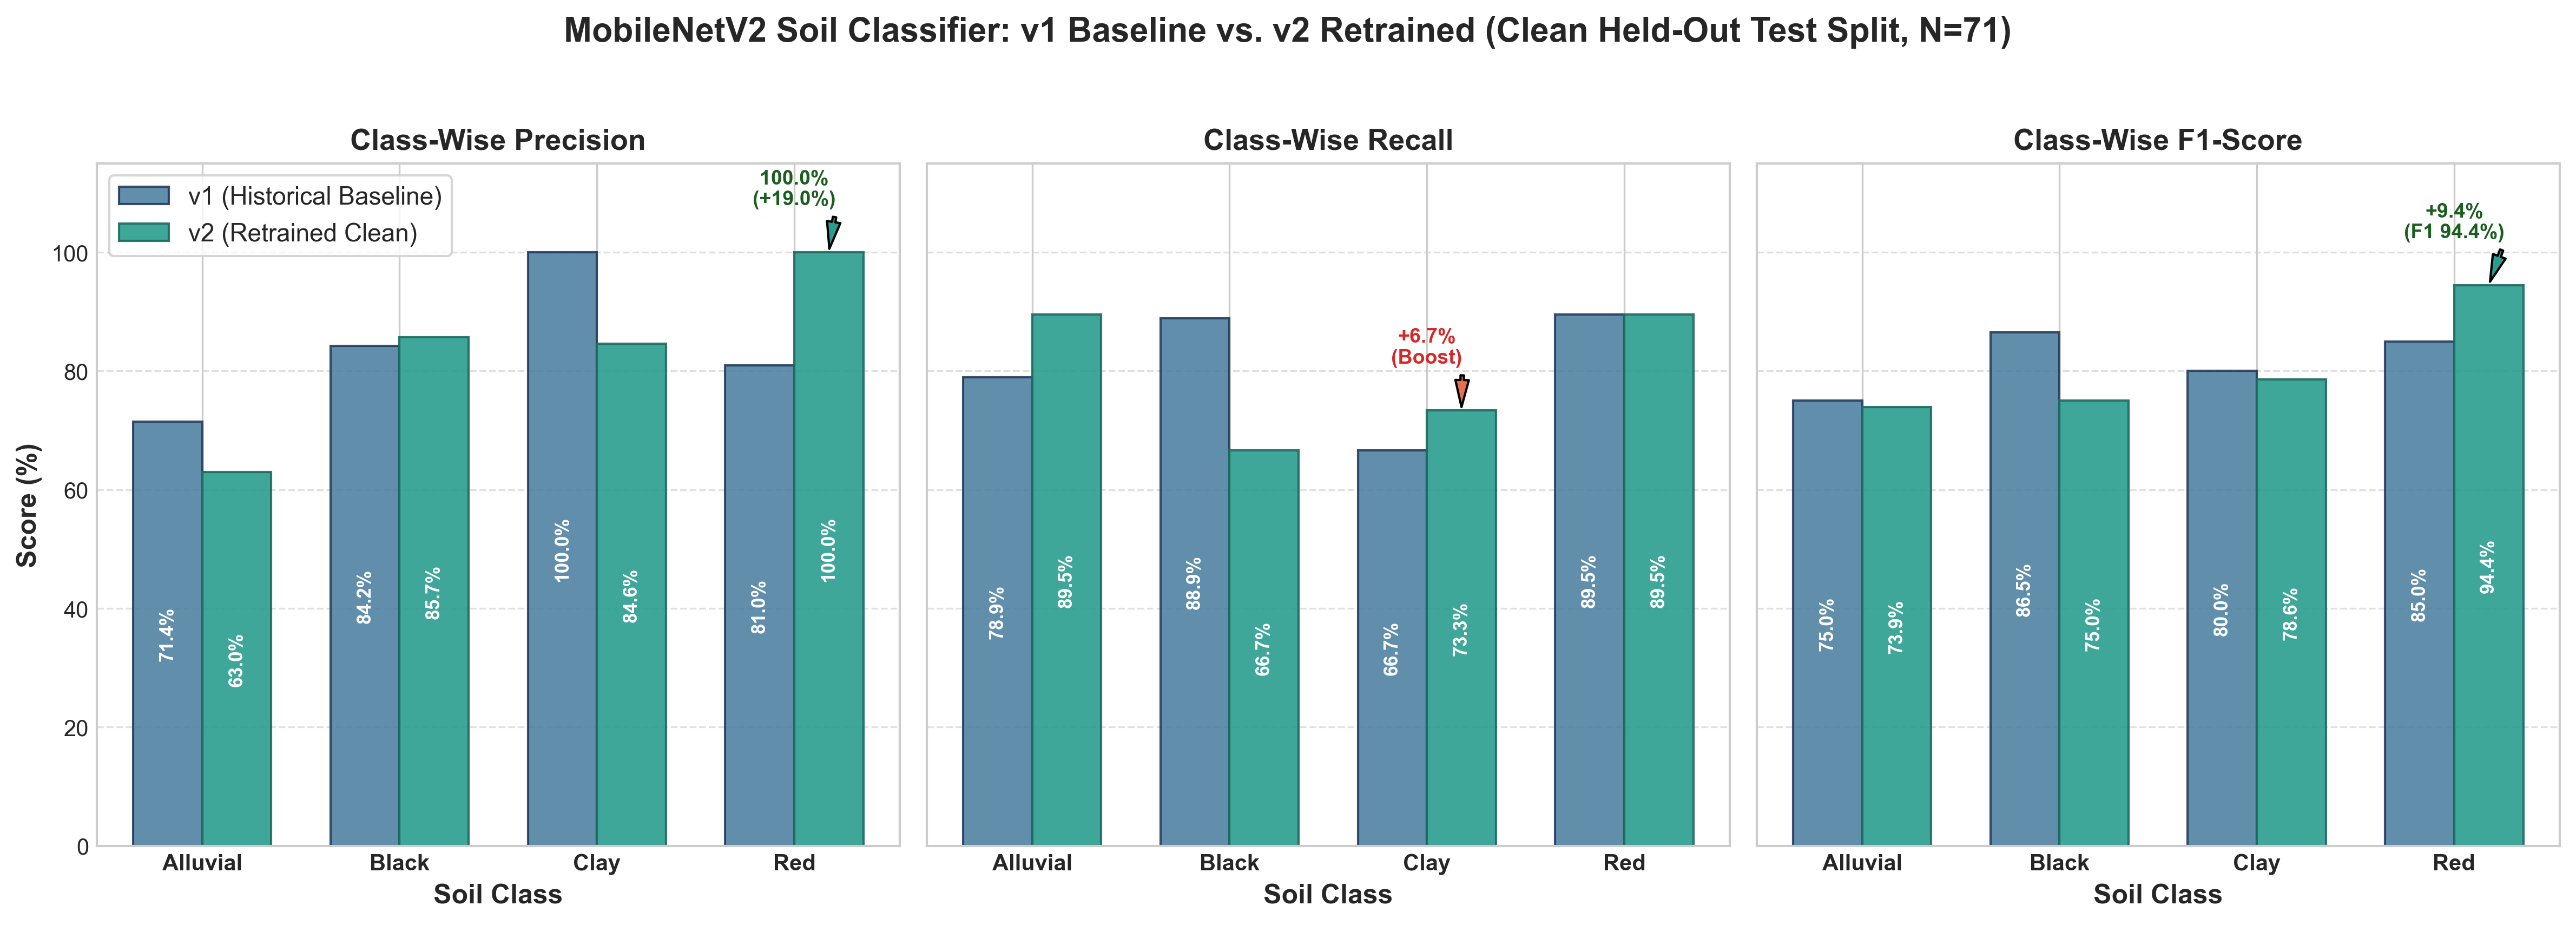 MobileNetV2 Soil Classifier: v1 Baseline vs. v2 Retrained (Clean Held-Out Test Split, N=71)
Class-Wise Precision
v1 (Historical Baseline)
v2 (Retrained Clean)
100.0%
(+19.0%)
Score (%)
100
80
60
40
20
0
71.4%
63.0%
84.2%
85.7%
100.0%
84.6%
81.0%
100.0%
Alluvial
Black
Clay
Red
Soil Class
Class-Wise Recall
+6.7%
(Boost)
78.9%
89.5%
88.9%
66.7%
66.7%
73.3%
89.5%
89.5%
Alluvial
Black
Clay
Red
Soil Class
Class-Wise F1-Score
+9.4%
(F1 94.4%)
75.0%
73.9%
86.5%
75.0%
80.0%
78.6%
85.0%
94.4%
Alluvial
Black
Clay
Red
Soil Class